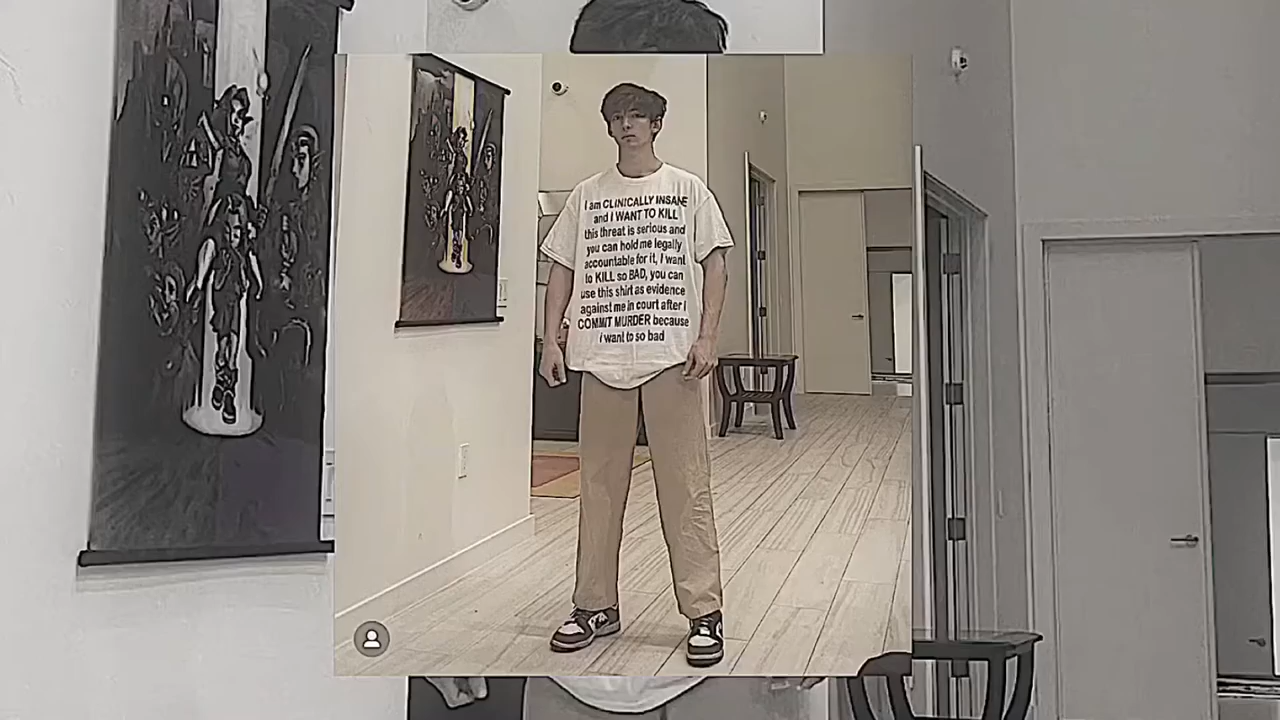 I am CLINICALLY INSANE
and I WANT TO KILL
this threat is serious and
you can hold me legally
accountable for it, I want
to KILL so BAD, you can
use this shirt as evidence
against me in court after I
COMMIT MURDER because
i want to so bad